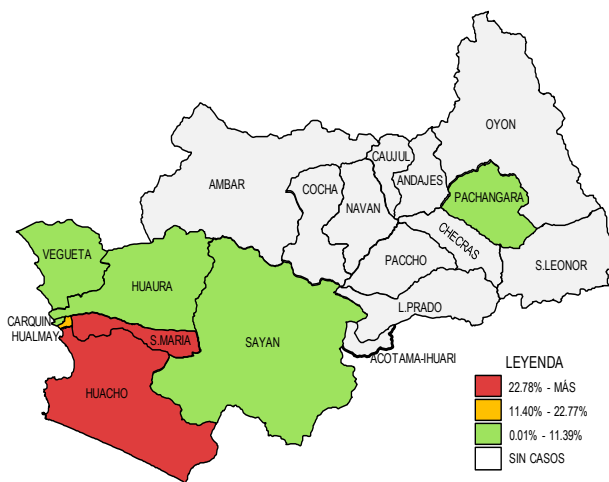 OYON
CAUJUL
AMBAR
COCHA
ANDAJES
NAVAN
PACHANGARA
CHECRAS
VEGUETA
PACCHO
S.LEONOR
HUAURA
L.PRADO
CARQUIN
HUALMAY
S.MARIA
SAYAN
ACOTAMA-IHUARI
HUACHO
LEYENDA
22.78% - MÁS
11.40% - 22.77%
0.01% - 11.39%
SIN CASOS